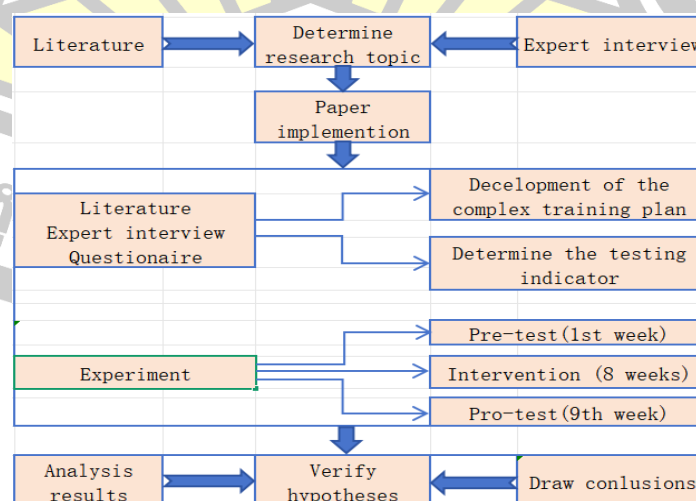 Literature
Determine
research topic
Expert interview
Paper
implemention
Literature
Expert interview
Questionaire
Decelopment of the
complex training plan
Determine the testing
indicator
Experiment
Pre-test(1st week)
Intervention (8 weeks)
Pro-test(9th week)
Analysis
results
Verify
hypotheses
Draw conlusions